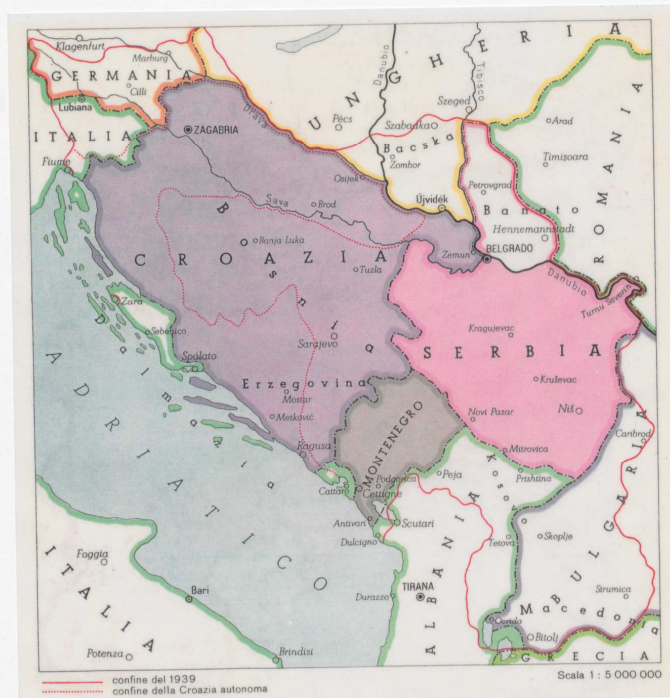 Klagenfurt
Marburg
GERMANIA
Cilli
Lubiana
ITALIA
Fiume
ZAGABRIA
Drava
UNGHERIA
Danubio
Tibisco
Pécs
Szeged
Szabadka
Bacska
Zombor
Osijek
Újvidék
Arad
Timişoara
ROMANIA
Petrovgrad
Banato
Hennemannstadt
Sava
Brod
Bosnia
Banja Luka
CROAZIA
Tuzla
Zemun
BELGRADO
Danubio
Turnu Severin
Zara
Sebenico
Spálato
Dalmazia
Sarajevo
Erzegovina
Mostar
Metković
Ragusa
Kragujevac
SERBIA
Kruševac
Novi Pazar
Niš
Mitrovica
Prishtina
Caribrod
MONTENEGRO
Podgorica
Cattaro
Cettigne
Antivari
Dulcigno
Peja
Kosovo
Scutari
ADRIATICO
ITALIA
Foggia
Bari
Potenza
Brindisi
Durazzo
TIRANA
ALBANIA
Tetova
Skoplje
BULGARIA
Strumica
Macedonia
Ocrida
Bitolj
GRECIA
confine del 1939
confine della Croazia autonoma
Scala 1 : 5 000 000